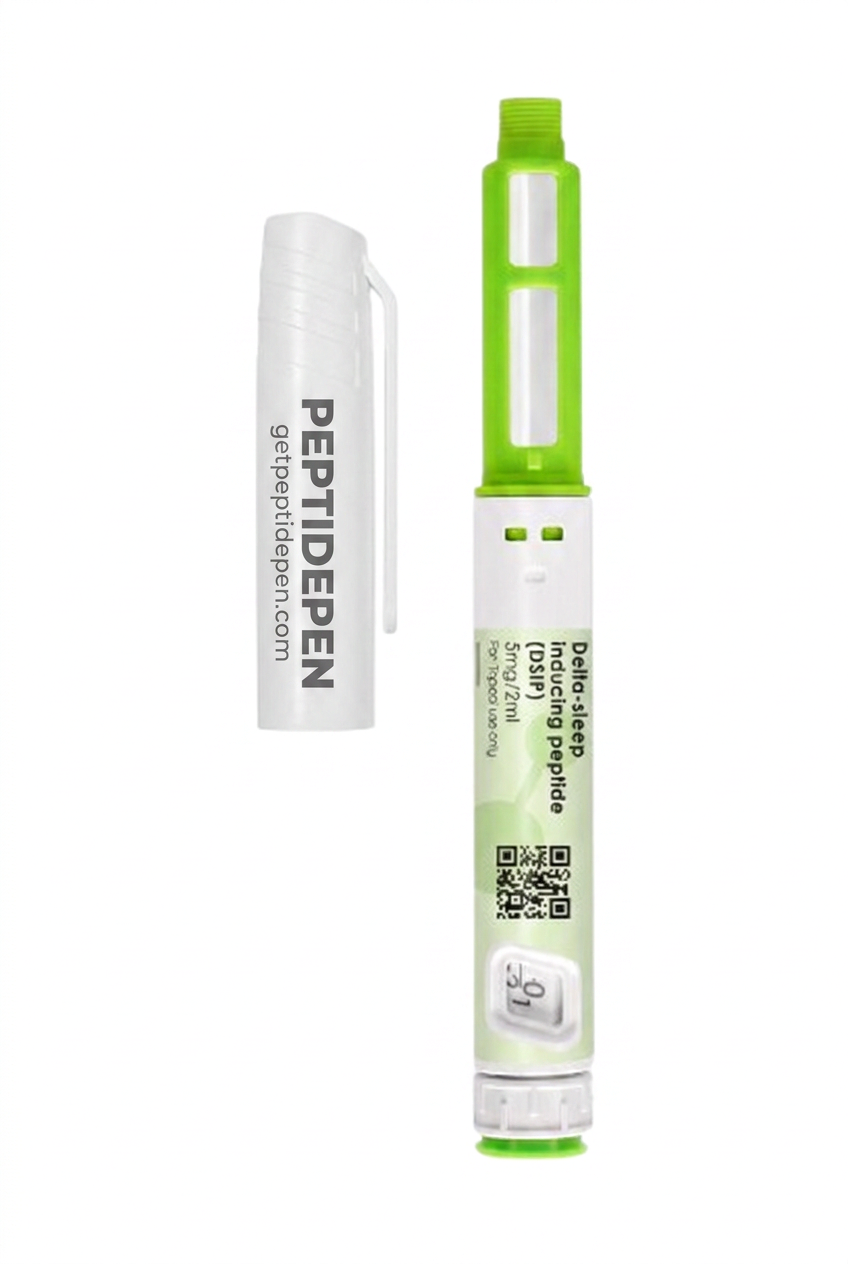 PEPTIDEPEN
getpeptidepen.com
Delta-sleep
inducing peptide
(DSIP)
5mg/2ml
For Topical use only